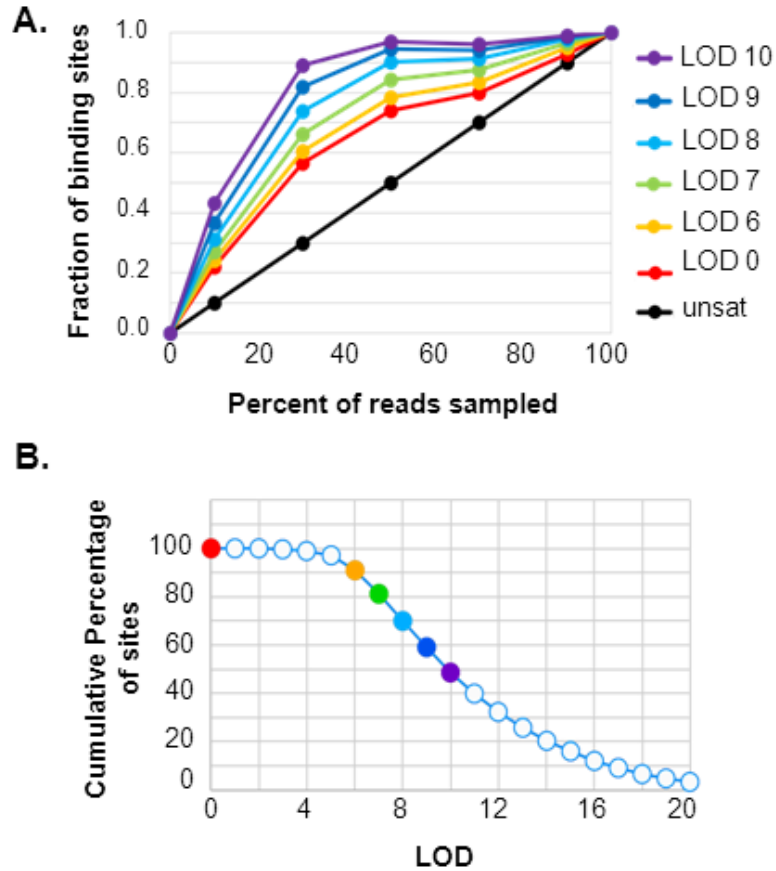 A.
Fraction of binding sites
1.0
0.8
0.6
0.4
0.2
0.0
0 20 40 60 80 100
Percent of reads sampled
LOD 10
LOD 9
LOD 8
LOD 7
LOD 6
LOD 0
unsat
B.
Cumulative Percentage
of sites
100
80
60
40
20
0
0 4 8 12 16 20
LOD